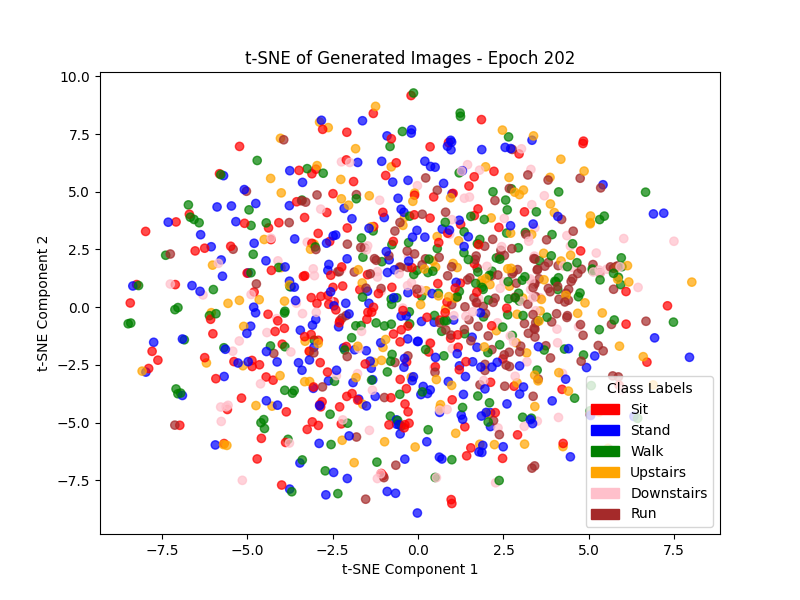 t-SNE of Generated Images - Epoch 202
t-SNE Component 2
10.0
7.5
5.0
2.5
0.0
−2.5
−5.0
−7.5
Class Labels
Sit
Stand
Walk
Upstairs
Downstairs
Run
−7.5 −5.0 −2.5 0.0 2.5 5.0 7.5
t-SNE Component 1